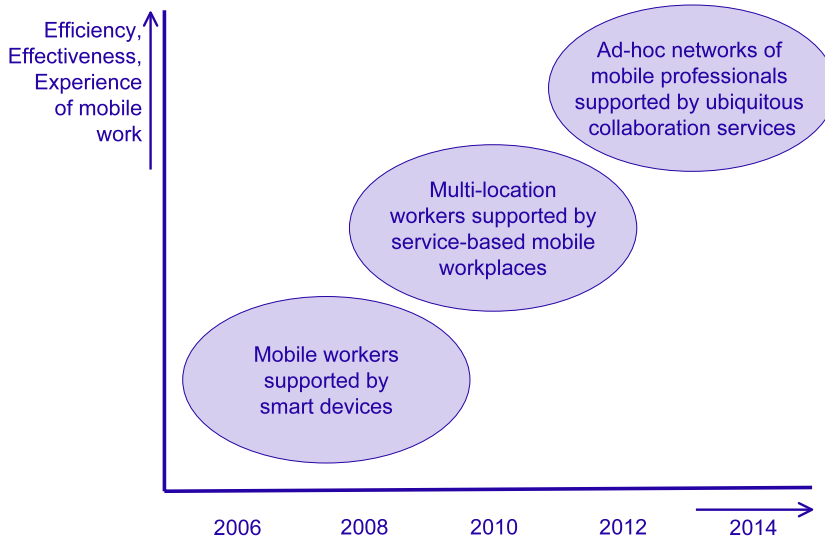 Efficiency,
Effectiveness,
Experience
of mobile
work
Ad-hoc networks of
mobile professionals
supported by ubiquitous
collaboration services
Multi-location
workers supported by
service-based mobile
workplaces
Mobile workers
supported by
smart devices
2006 2008 2010 2012 2014